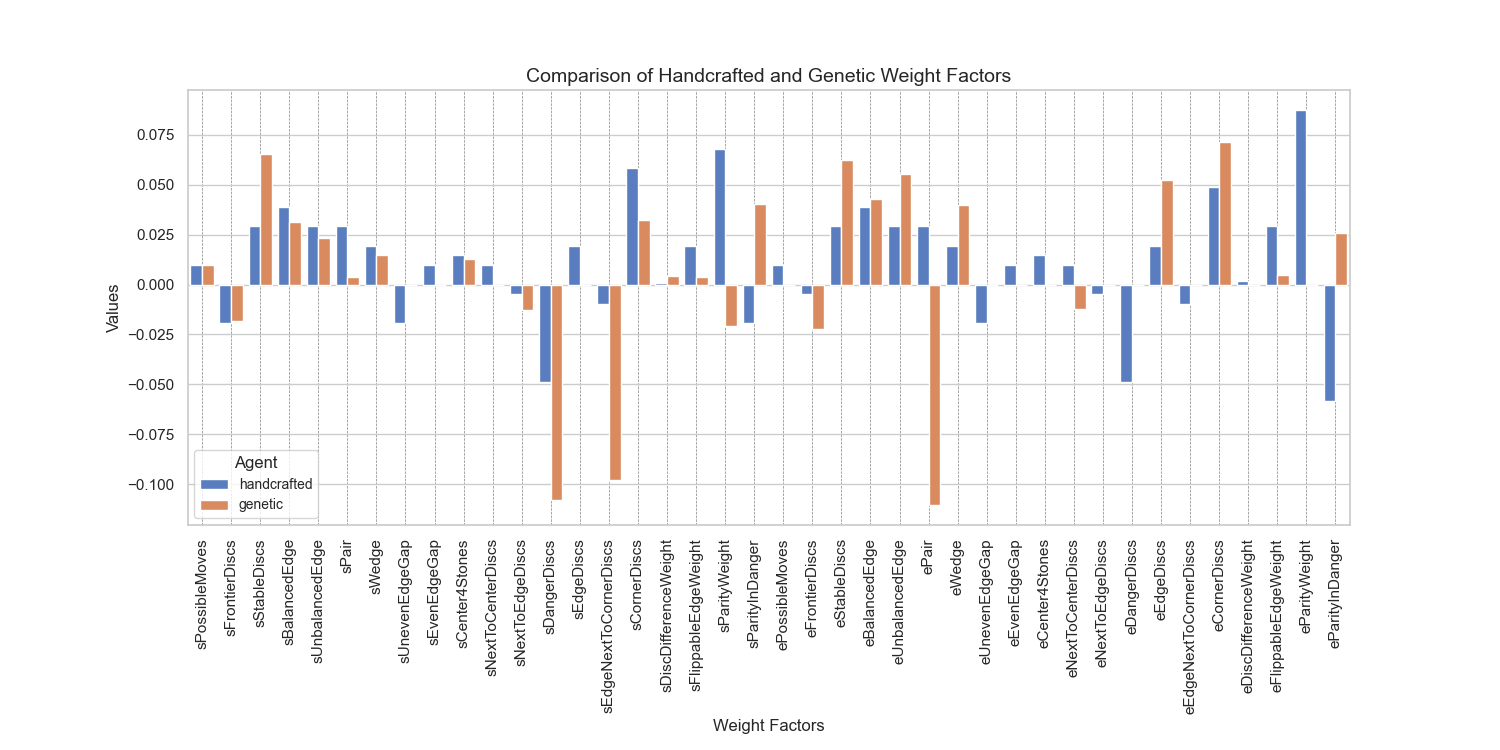 Comparison of Handcrafted and Genetic Weight Factors
Values
0.075
0.050
0.025
0.000
−0.025
−0.050
−0.075
−0.100
Agent
handcrafted
genetic
sPossibleMoves
sFrontierDiscs
sStableDiscs
sBalancedEdge
sUnbalancedEdge
sPair
sWedge
sUnevenEdgeGap
sEvenEdgeGap
sCenter4Stones
sNextToCenterDiscs
sNextToEdgeDiscs
sDangerDiscs
sEdgeDiscs
sEdgeNextToCornerDiscs
sCornerDiscs
sDiscDifferenceWeight
sFlippableEdgeWeight
sParityWeight
sParityInDanger
ePossibleMoves
eFrontierDiscs
eStableDiscs
eBalancedEdge
eUnbalancedEdge
ePair
eWedge
eUnevenEdgeGap
eEvenEdgeGap
eCenter4Stones
eNextToCenterDiscs
eNextToEdgeDiscs
eDangerDiscs
eEdgeDiscs
eEdgeNextToCornerDiscs
eCornerDiscs
eDiscDifferenceWeight
eFlippableEdgeWeight
eParityWeight
eParityInDanger
Weight Factors